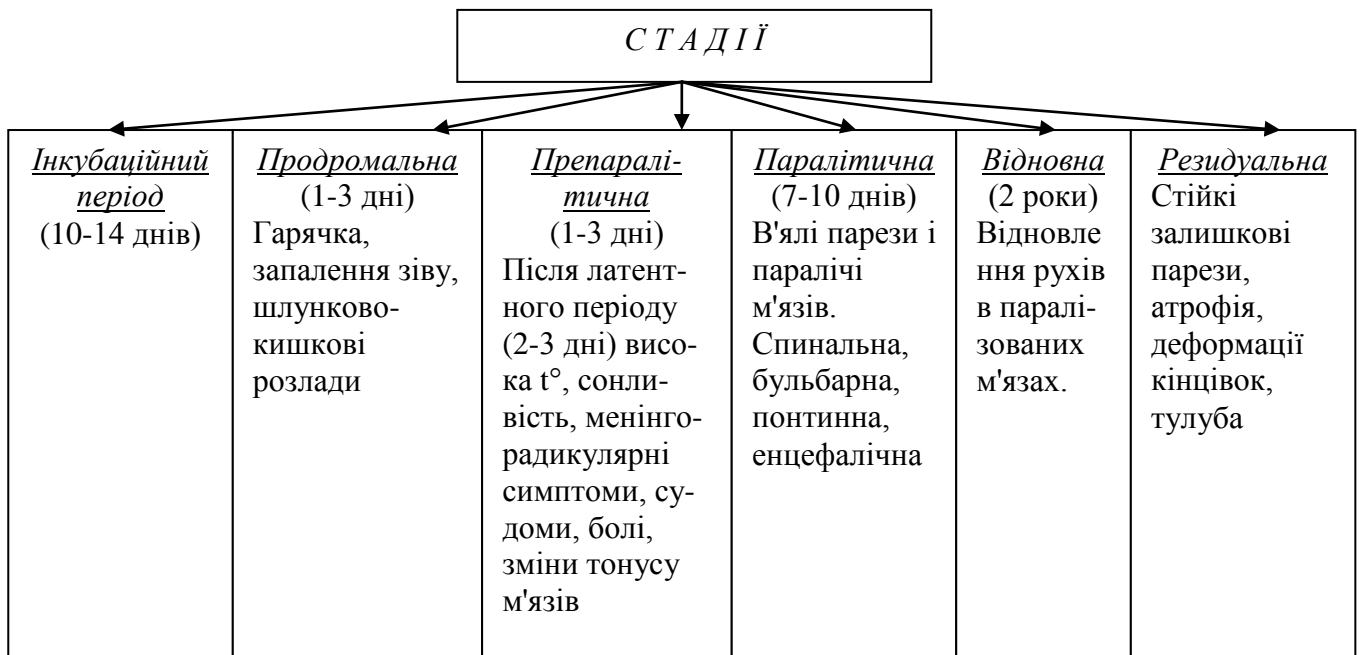 С Т А Д І Ї
Інкубаційний
період
(10-14 днів)
Продромальна
(1-3 дні)
Гарячка,
запалення зіву,
шлунково-
кишкові
розлади
Препаралі-
тична
(1-3 дні)
Після латент-
ного періоду
(2-3 дні) висо-
ка t°, сонли-
вість, менінго-
радикулярні
симптоми, су-
доми, болі,
зміни тонусу
м'язів
Паралітична
(7-10 днів)
В'ялі парези і
паралічі
м'язів.
Спинальна,
бульбарна,
понтинна,
енцефалічна
Відновна
(2 роки)
Відновле
ння рухів
в паралі-
зованих
м'язах.
Резидуальна
Стійкі
залишкові
парези,
атрофія,
деформації
кінцівок,
тулуба